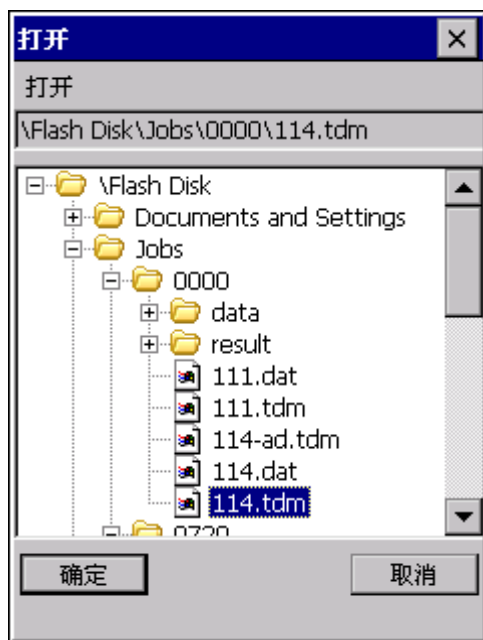 打开
打开
\Flash Disk\Jobs\0000\114.tdm
\Flash Disk
Documents and Settings
Jobs
0000
data
result
111.dat
111.tdm
114-ad.tdm
114.dat
114.tdm
0720
确定
取消